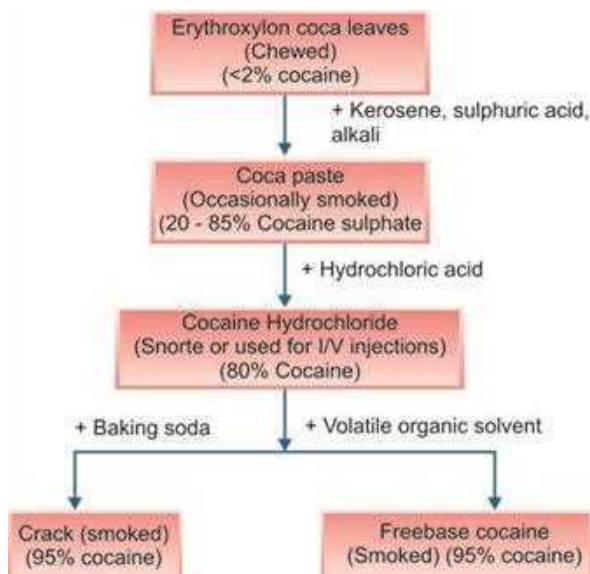 Erythroxylon coca leaves
(Chewed)
(<2% cocaine)
+ Kerosene, sulphuric acid,
alkali
Coca paste
(Occasionally smoked)
(20 - 85% Cocaine sulphate
+ Hydrochloric acid
Cocaine Hydrochloride
(Snorte or used for I/V injections)
(80% Cocaine)
+ Baking soda
+ Volatile organic solvent
Crack (smoked)
(95% cocaine)
Freebase cocaine
(Smoked) (95% cocaine)